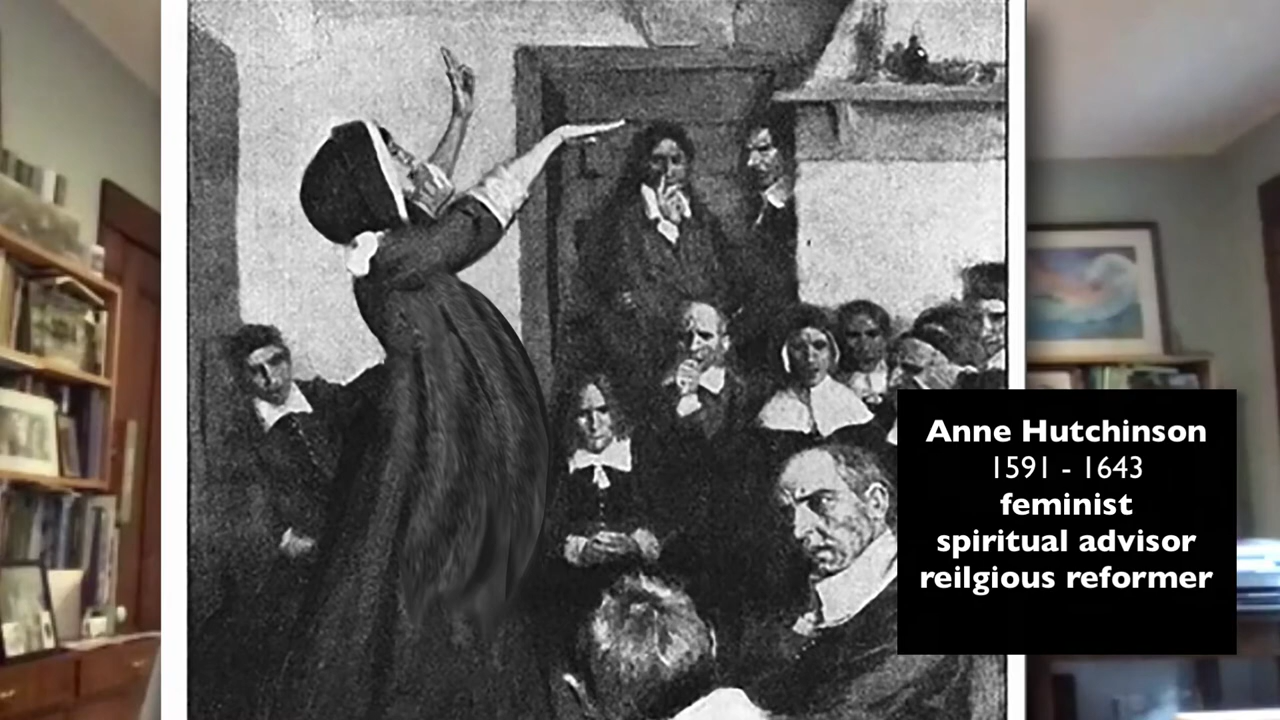 Anne Hutchinson
1591 - 1643
feminist
spiritual advisor
reilgious reformer